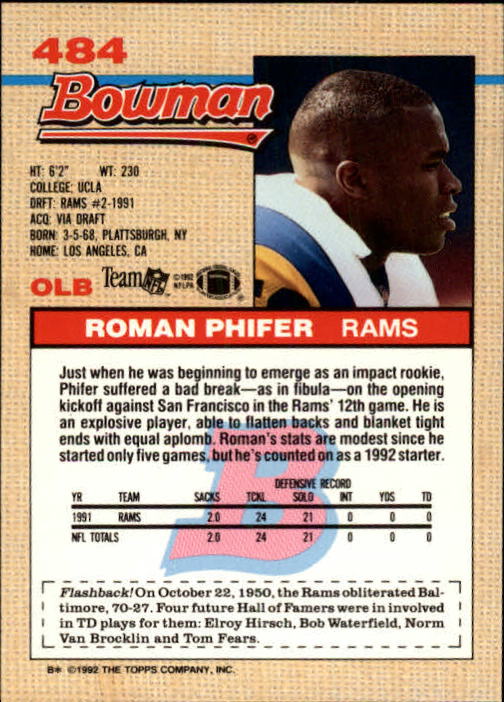 484
Bowman
HT: 6'2" WT: 230
COLLEGE: UCLA
DRFT: RAMS #2-1991
ACQ: VIA DRAFT
BORN: 3-5-68, PLATTSBURGH, NY
HOME: LOS ANGELES, CA
OLB Team NFL ©1992 NFLPA
ROMAN PHIFER RAMS
Just when he was beginning to emerge as an impact rookie,
Phifer suffered a bad break—as in fibula—on the opening
kickoff against San Francisco in the Rams' 12th game. He is
an explosive player, able to flatten backs and blanket tight
ends with equal aplomb. Roman's stats are modest since he
started only five games, but he's counted on as a 1992 starter.
DEFENSIVE RECORD
YR TEAM SACKS TCKL SOLO INT YDS TD
1991 RAMS 2.0 24 21 0 0 0
NFL TOTALS 2.0 24 21 0 0 0
Flashback! On October 22, 1950, the Rams obliterated Bal-
timore, 70-27. Four future Hall of Famers were in involved
in TD plays for them: Elroy Hirsch, Bob Waterfield, Norm
Van Brocklin and Tom Fears.
B* ©1992 THE TOPPS COMPANY, INC.